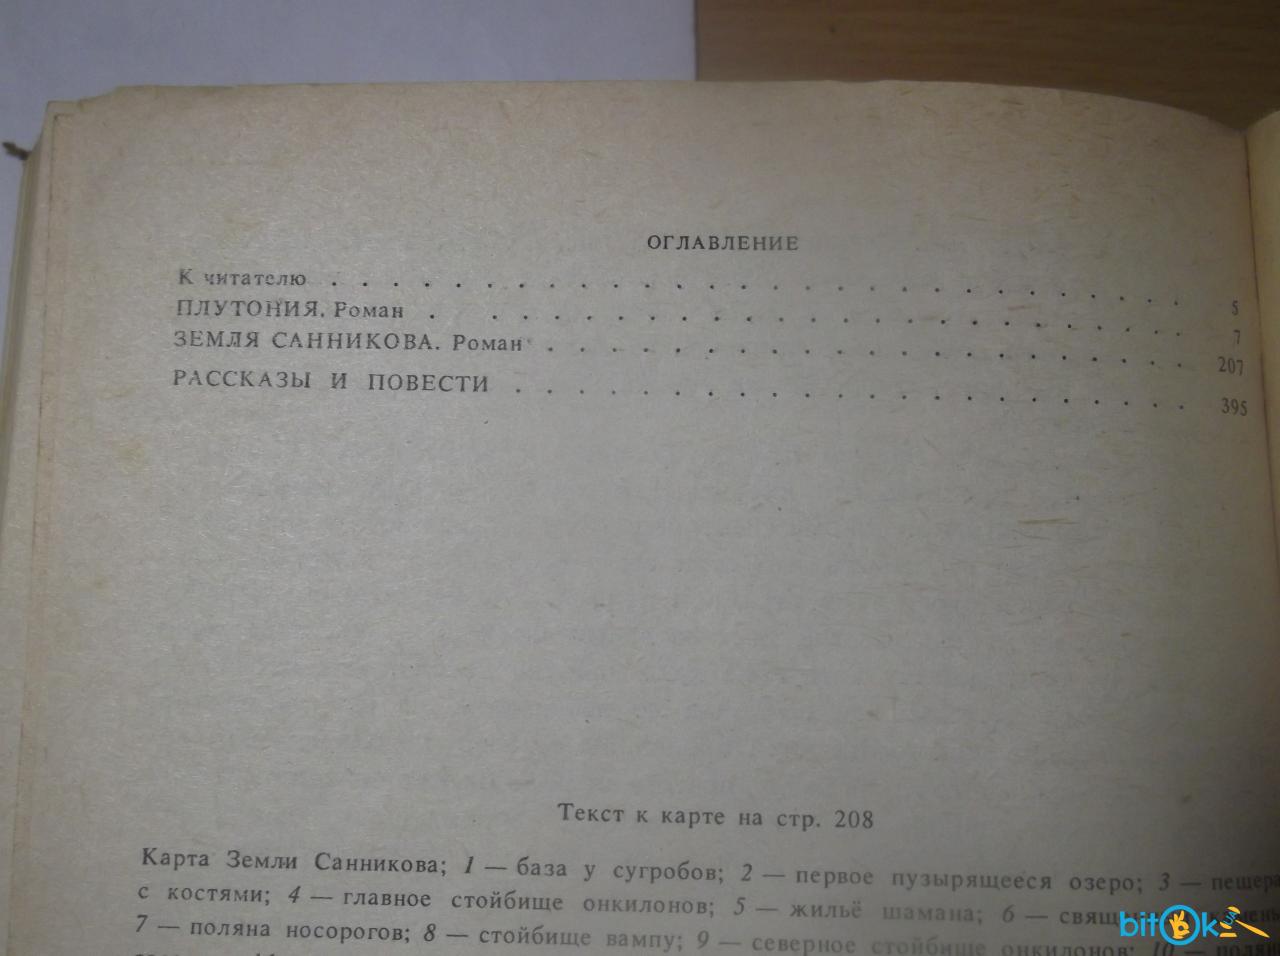 ОГЛАВЛЕНИЕ
К читателю . . . . . . . . . . . . . . . . . . . . . . . . . . . . 5
ПЛУТОНИЯ. Роман . . . . . . . . . . . . . . . . . . . . . . . . 7
ЗЕМЛЯ САННИКОВА. Роман . . . . . . . . . . . . . . . . . . . . . 207
РАССКАЗЫ И ПОВЕСТИ . . . . . . . . . . . . . . . . . . . . . . 395
Текст к карте на стр. 208
Карта Земли Санникова; 1 — база у сугробов; 2 — первое пузырящееся озеро; 3 — пещера
с костями; 4 — главное стойбище онкилонов; 5 — жильё шамана; 6 —
7 — поляна носорогов; 8 — стойбище вампу; 9 — северное стойбище онкилонов; 10 —
bitOk